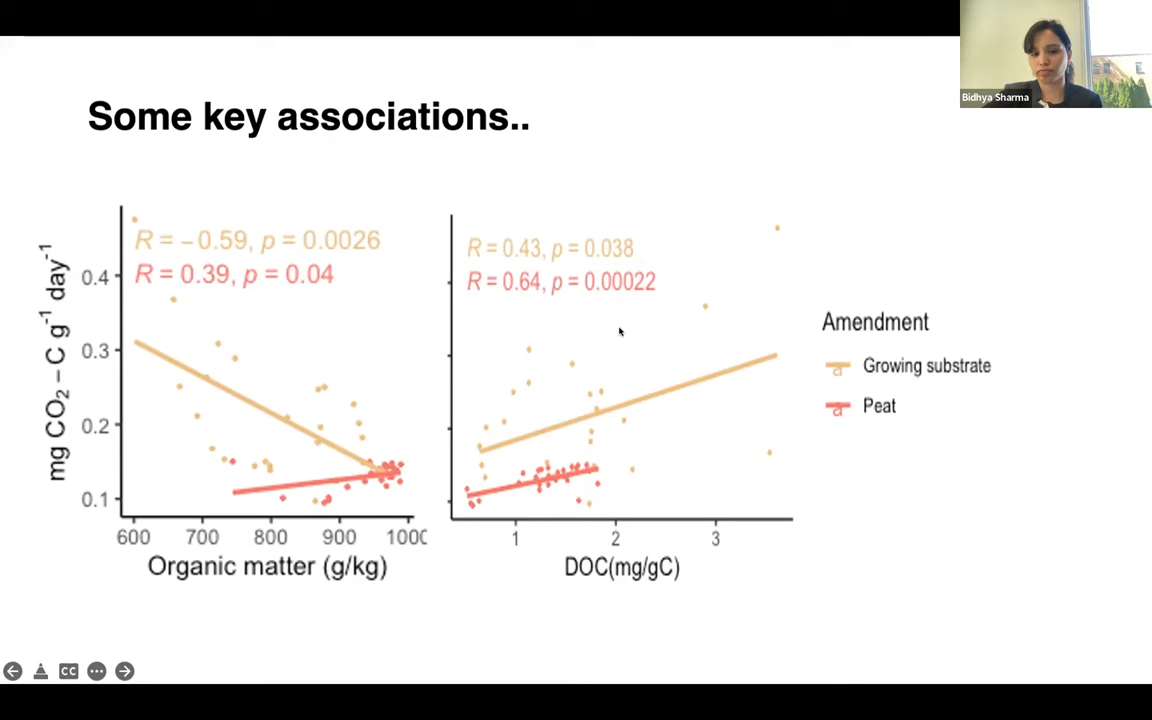 Bidhya Sharma
Some key associations..
mg CO2 – C g-1 day-1
0.4
0.3
0.2
0.1
R = −0.59, p = 0.0026
R = 0.39, p = 0.04
600 700 800 900 1000
Organic matter (g/kg)
R = 0.43, p = 0.038
R = 0.64, p = 0.00022
1 2 3
DOC(mg/gC)
Amendment
a Growing substrate
a Peat
CC